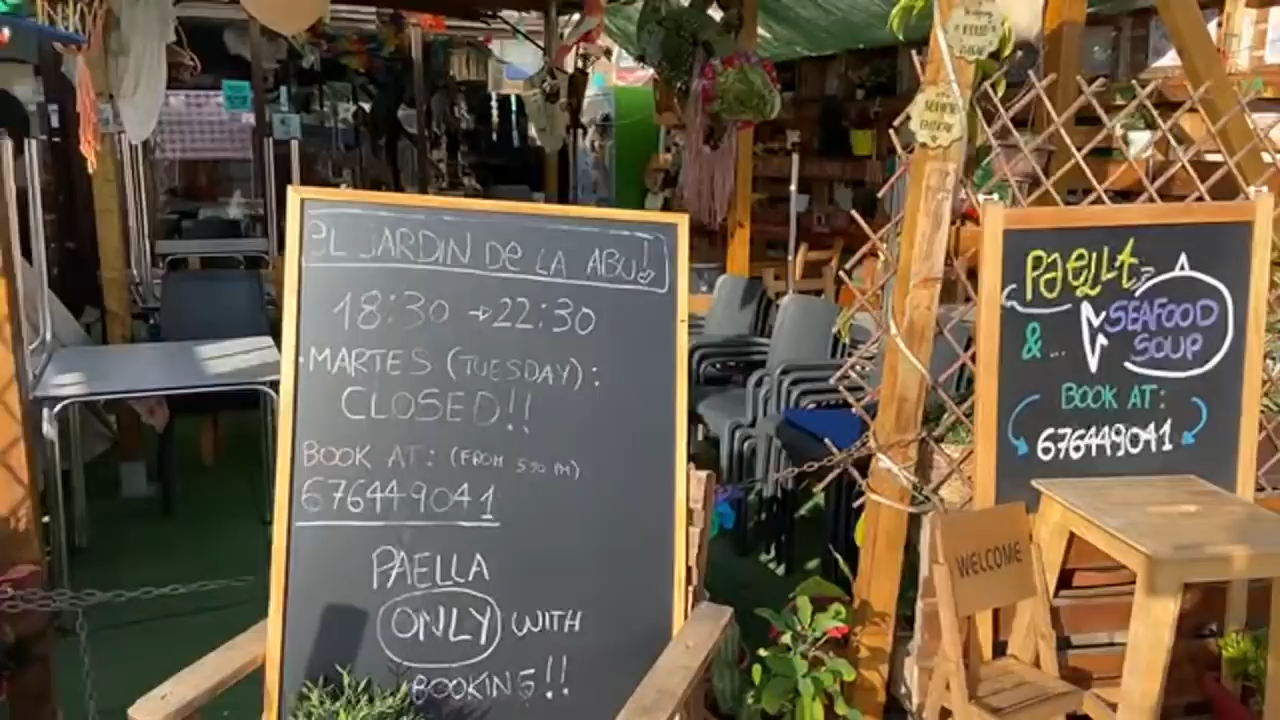 EL JARDIN De LA ABU!
18:30 → 22:30
MARTES (TUESDAY):
CLOSED!!
BOOK AT: (FROM 5:30 PM)
676449041
PAELLA
ONLY WITH
BOOKING!!
PaELLA
& ... SEAFOOD
SOUP
BOOK AT:
676449041
WELCOME